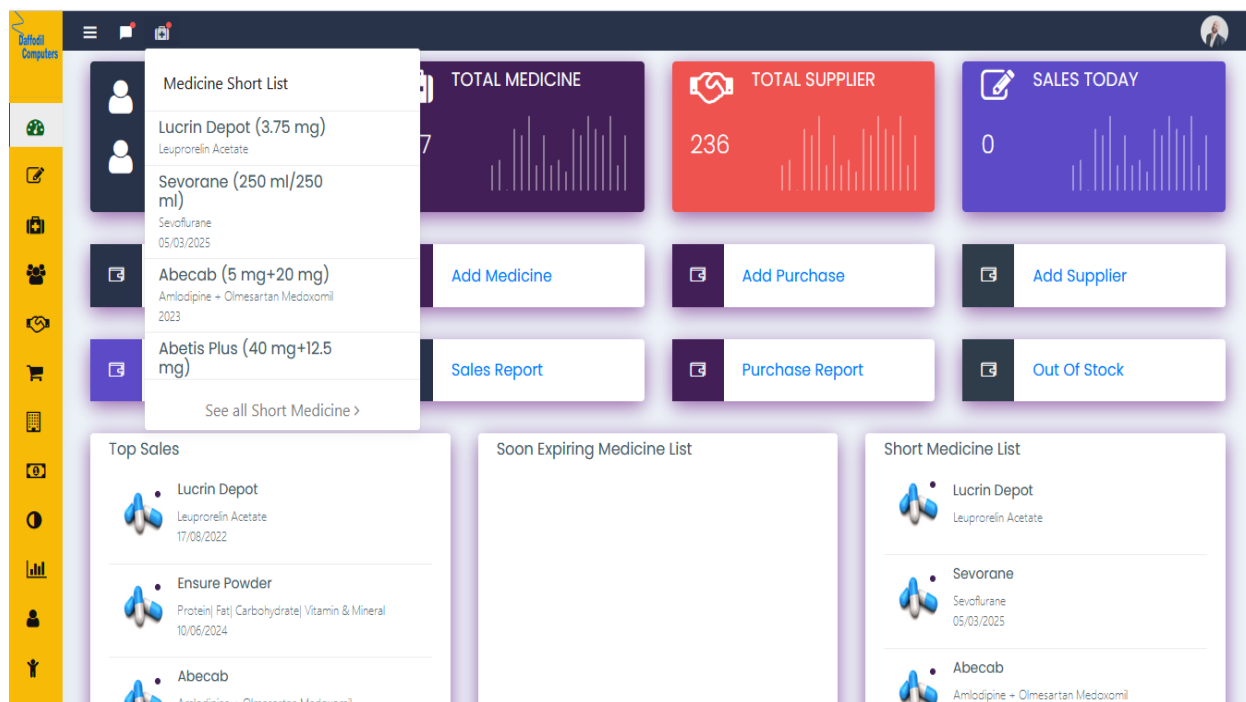 Daffodil
Computers
Medicine Short List
Lucrin Depot (3.75 mg)
Leuprorelin Acetate
Sevorane (250 ml/250
ml)
Sevoflurane
05/03/2025
Abecab (5 mg+20 mg)
Amlodipine + Olmesartan Medoxomil
2023
Abetis Plus (40 mg+12.5
mg)
See all Short Medicine >
TOTAL MEDICINE
7
TOTAL SUPPLIER
236
SALES TODAY
0
Add Medicine
Add Purchase
Add Supplier
Sales Report
Purchase Report
Out Of Stock
Top Sales
Lucrin Depot
Leuprorelin Acetate
17/08/2022
Ensure Powder
Protein| Fat| Carbohydrate| Vitamin & Mineral
10/06/2024
Abecab
Amlodipine + Olmesartan Medoxomil
Soon Expiring Medicine List
Short Medicine List
Lucrin Depot
Leuprorelin Acetate
Sevorane
Sevoflurane
05/03/2025
Abecab
Amlodipine + Olmesartan Medoxomil